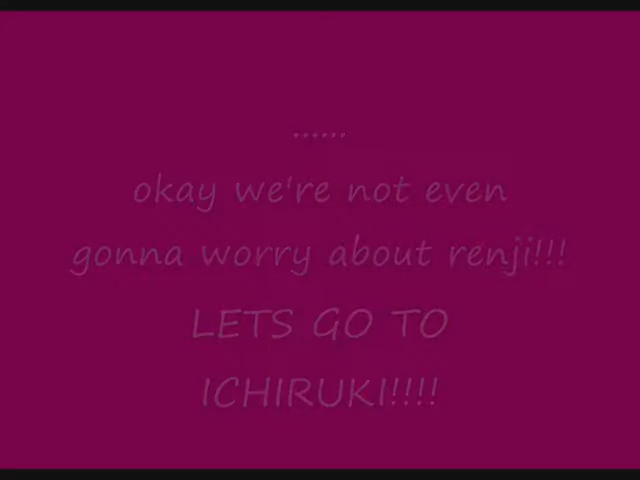 ......
okay we're not even
gonna worry about renji!!!
LETS GO TO
ICHIRUKI!!!!